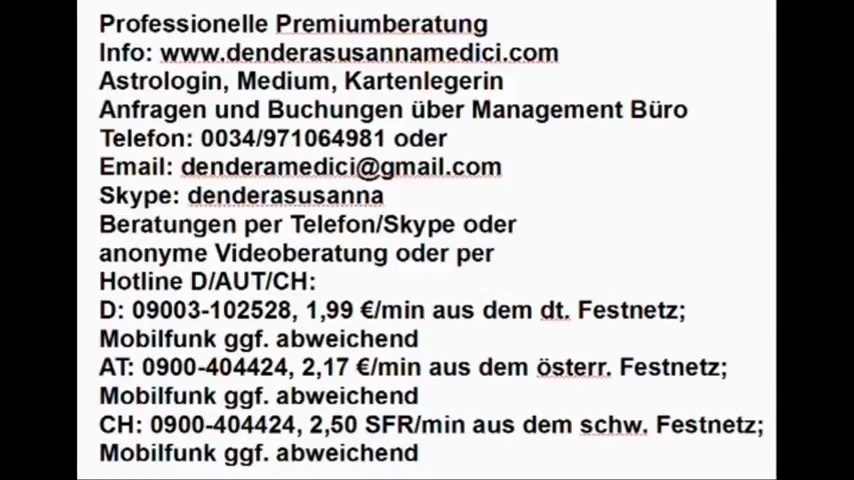 Professionelle Premiumberatung
Info: www.denderasusannamedici.com
Astrologin, Medium, Kartenlegerin
Anfragen und Buchungen über Management Büro
Telefon: 0034/971064981 oder
Email: denderamedici@gmail.com
Skype: denderasusanna
Beratungen per Telefon/Skype oder
anonyme Videoberatung oder per
Hotline D/AUT/CH:
D: 09003-102528, 1,99 €/min aus dem dt. Festnetz;
Mobilfunk ggf. abweichend
AT: 0900-404424, 2,17 €/min aus dem österr. Festnetz;
Mobilfunk ggf. abweichend
CH: 0900-404424, 2,50 SFR/min aus dem schw. Festnetz;
Mobilfunk ggf. abweichend